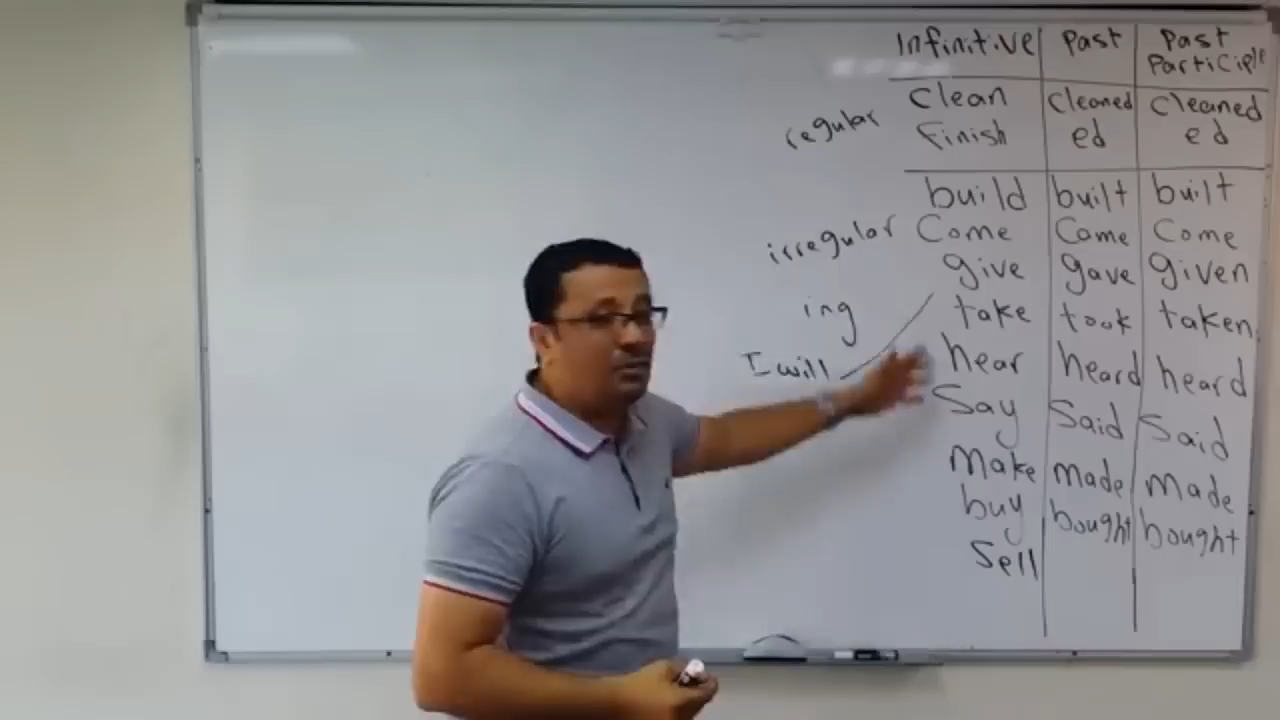 Infinitive Past Past Participle
regular Clean Cleaned Cleaned
Finish ed ed
build built built
irregular Come Came Come
give gave given
ing take took taken
I will hear heard heard
Say Said Said
Make made made
buy bought bought
Sell